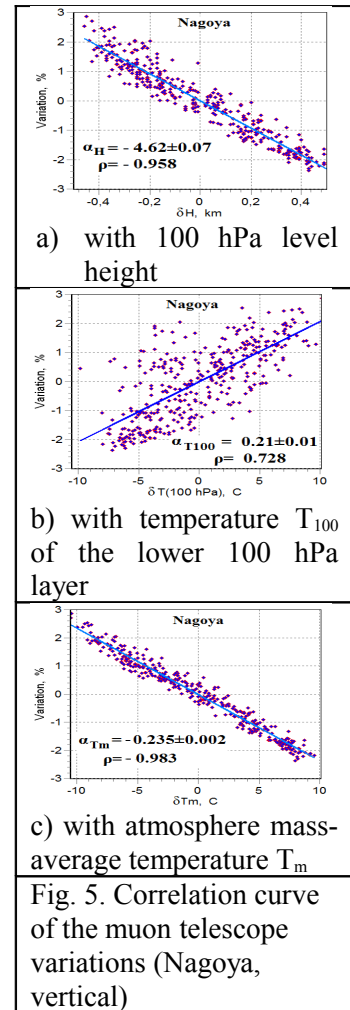 3
Nagoya
2
1
0
-1
-2
3
Variation, %
αH = - 4.62±0.07
ρ= - 0.958
-0,4 -0,2 0 0,2 0,4
δH, km
a) with 100 hPa level
height
3
Nagoya
2
1
0
-1
-2
3
Variation, %
αT100 = 0.21±0.01
ρ= 0.728
-10 -5 0 5 10
δT(100 hPa), C
b) with temperature T100
of the lower 100 hPa
layer
3
Nagoya
2
1
0
-1
-2
-3
Variation, %
αTm= -0.235±0.002
ρ= - 0.983
-10 -5 0 5 10
δTm, C
c) with atmosphere mass-
average temperature Tm
Fig. 5. Correlation curve
of the muon telescope
variations (Nagoya,
vertical)